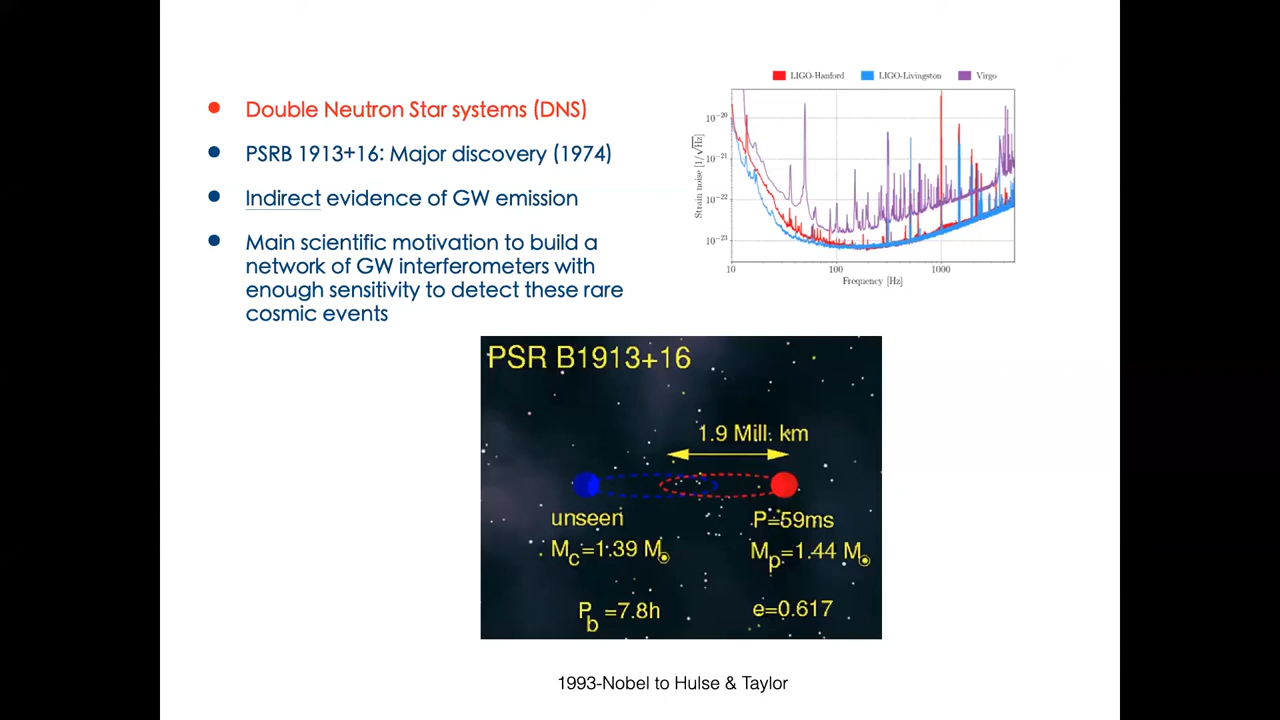 Double Neutron Star systems (DNS)
PSRB 1913+16: Major discovery (1974)
Indirect evidence of GW emission
Main scientific motivation to build a
network of GW interferometers with
enough sensitivity to detect these rare
cosmic events
LIGO-Hanford LIGO-Livingston Virgo
Strain noise [1/√Hz]
10⁻²⁰
10⁻²¹
10⁻²²
10⁻²³
10 100 1000
Frequency [Hz]
PSR B1913+16
1.9 Mill. km
unseen P=59ms
Mc=1.39 M☉ Mp=1.44 M☉
Pb=7.8h e=0.617
1993-Nobel to Hulse & Taylor